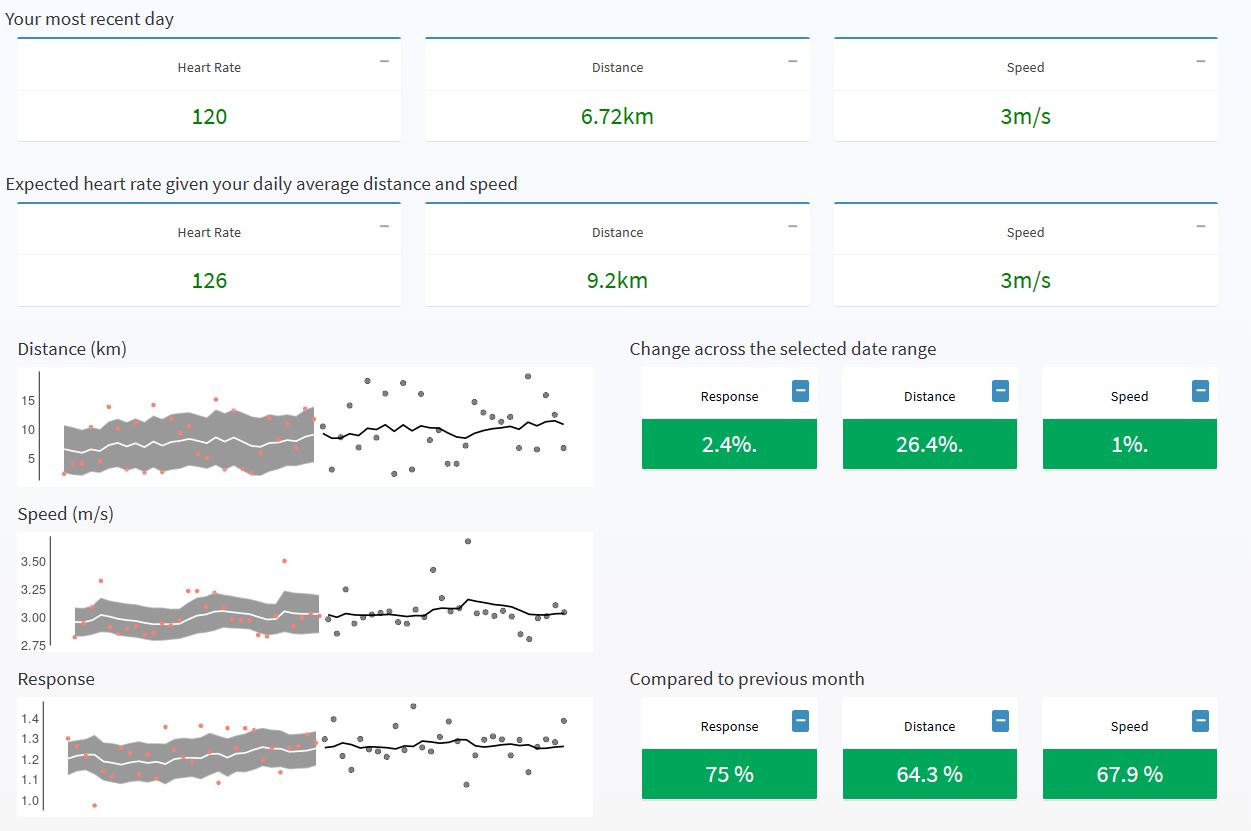 Your most recent day
Heart Rate
Distance
Speed
120
6.72km
3m/s
Expected heart rate given your daily average distance and speed
Heart Rate
Distance
Speed
126
9.2km
3m/s
Distance (km)
15
10
5
Change across the selected date range
Response
Distance
Speed
2.4%.
26.4%.
1%.
Speed (m/s)
3.50
3.25
3.00
2.75
Response
1.4
1.3
1.2
1.1
1.0
Compared to previous month
Response
Distance
Speed
75 %
64.3 %
67.9 %